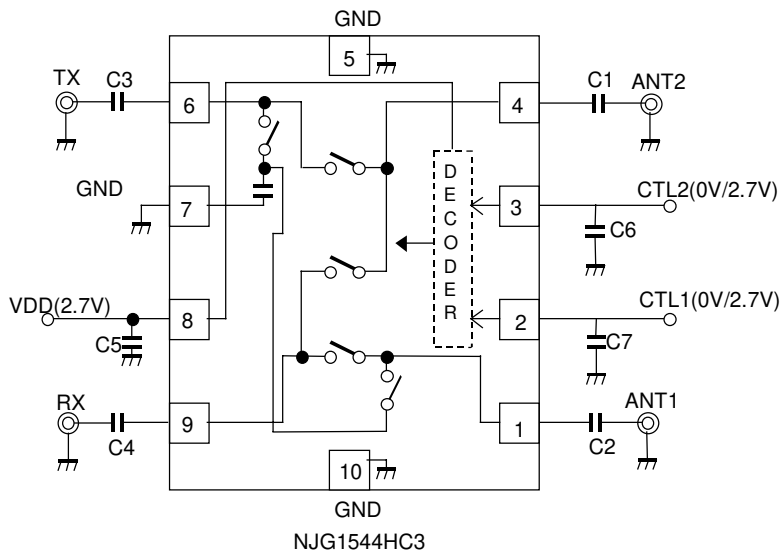 GND
5
TX
C3
6
4
C1
ANT2
GND
7
DECODER
3
CTL2(0V/2.7V)
C6
VDD(2.7V)
8
C5
2
CTL1(0V/2.7V)
C7
RX
C4
9
1
C2
ANT1
10
GND
NJG1544HC3